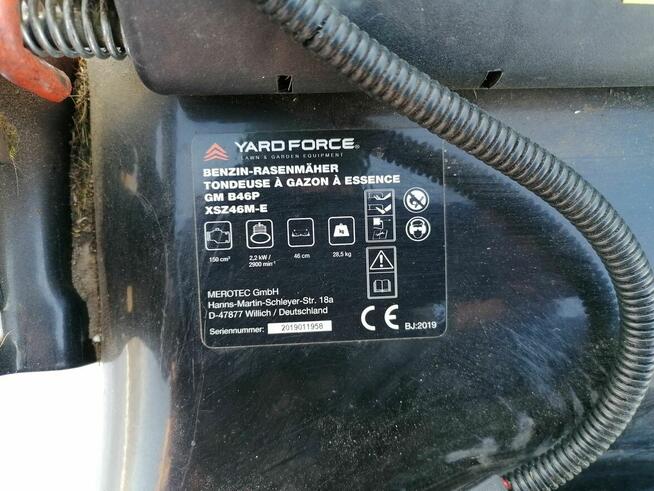 YARD FORCE®
LAWN & GARDEN EQUIPMENT
BENZIN-RASENMÄHER
TONDEUSE À GAZON À ESSENCE
GM B46P
XSZ46M-E
150 cm³ 2,2 kW / 2900 min⁻¹ 46 cm 28,5 kg
MEROTEC GmbH
Hanns-Martin-Schleyer-Str. 18a
D-47877 Willich / Deutschland
Seriennummer: 2019011958
CE BJ:2019